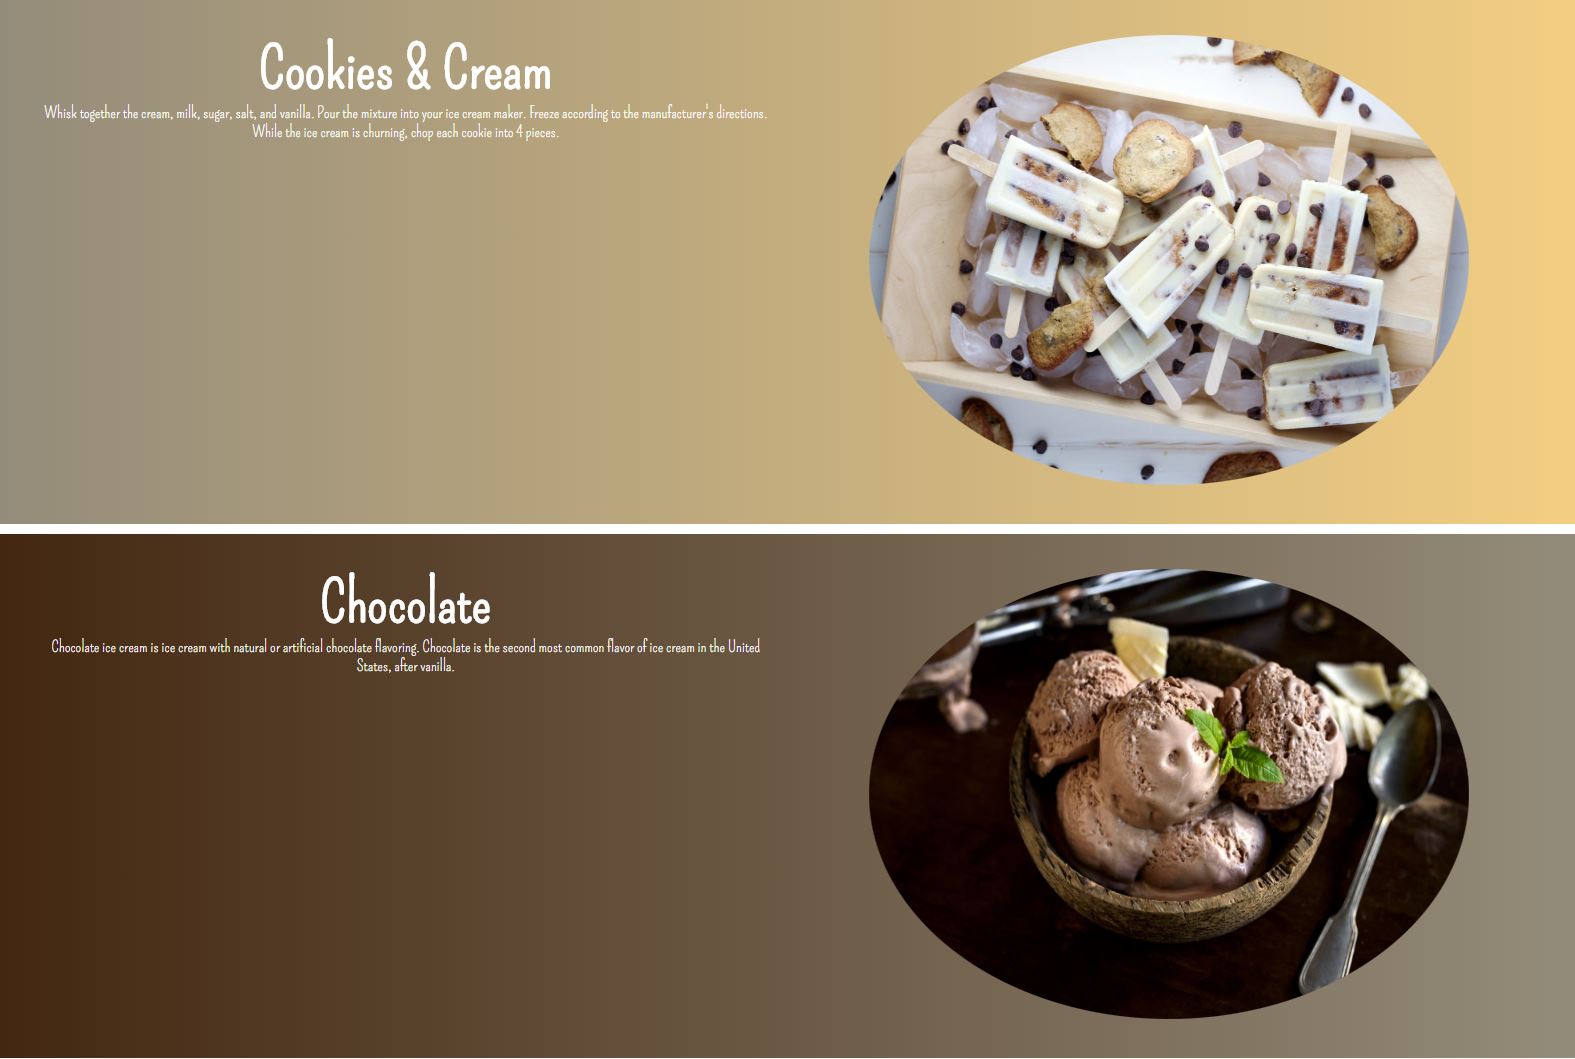 Cookies & Cream
Whisk together the cream, milk, sugar, salt, and vanilla. Pour the mixture into your ice cream maker. Freeze according to the manufacturer's directions.
While the ice cream is churning, chop each cookie into 4 pieces.
Chocolate
Chocolate ice cream is ice cream with natural or artificial chocolate flavoring. Chocolate is the second most common flavor of ice cream in the United
States, after vanilla.